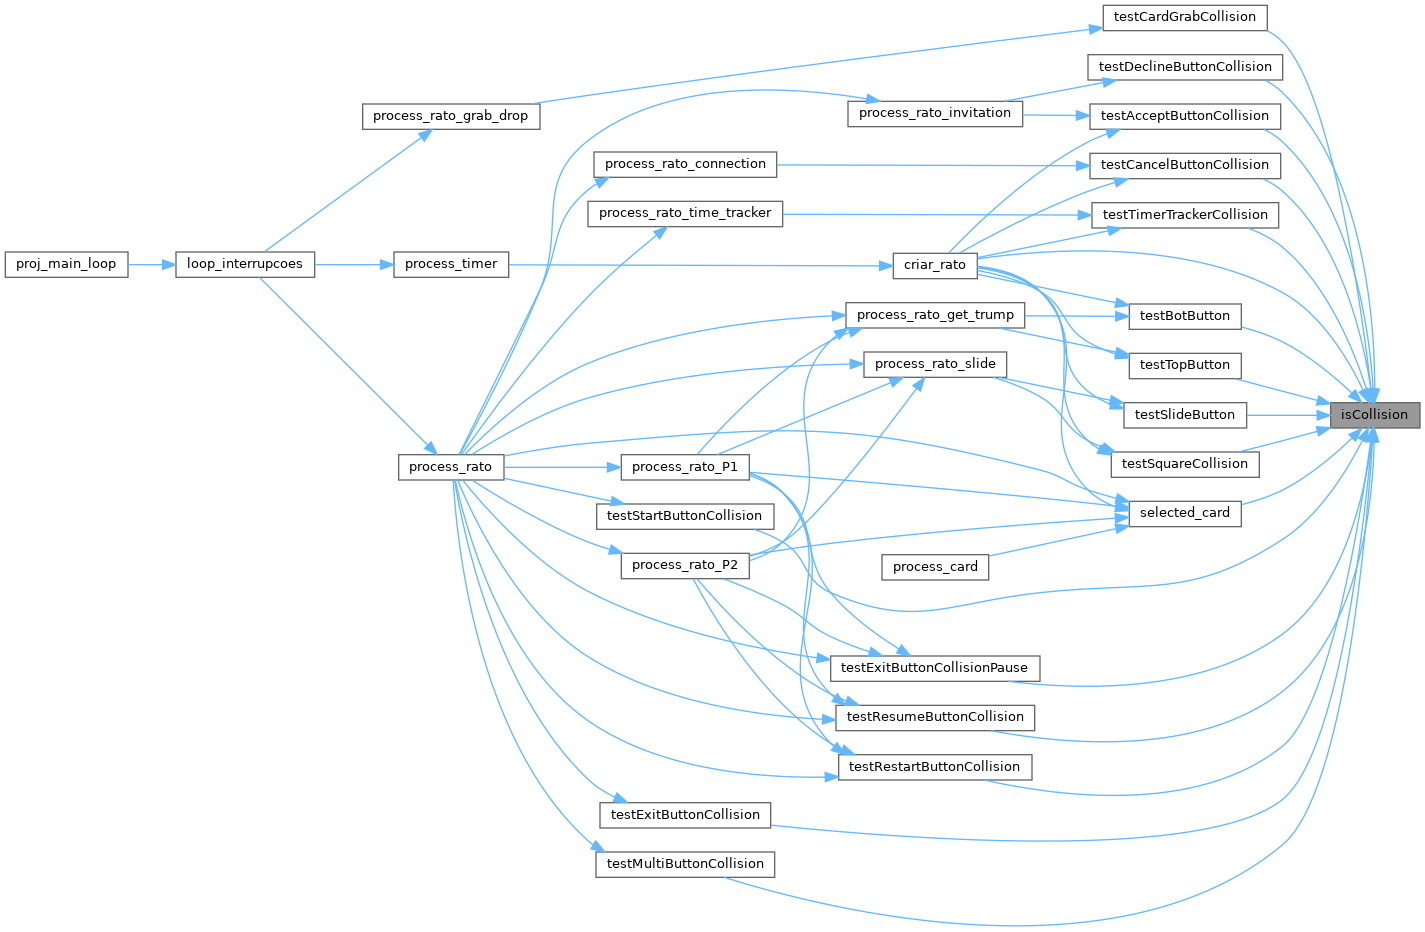 testCardGrabCollision
testDeclineButtonCollision
process_rato_grab_drop
process_rato_invitation
testAcceptButtonCollision
process_rato_connection
testCancelButtonCollision
process_rato_time_tracker
testTimerTrackerCollision
proj_main_loop
loop_interrupcoes
process_timer
criar_rato
process_rato_get_trump
testBotButton
process_rato_slide
testTopButton
testSlideButton
isCollision
process_rato
process_rato_P1
testSquareCollision
testStartButtonCollision
selected_card
process_rato_P2
process_card
testExitButtonCollisionPause
testResumeButtonCollision
testRestartButtonCollision
testExitButtonCollision
testMultiButtonCollision